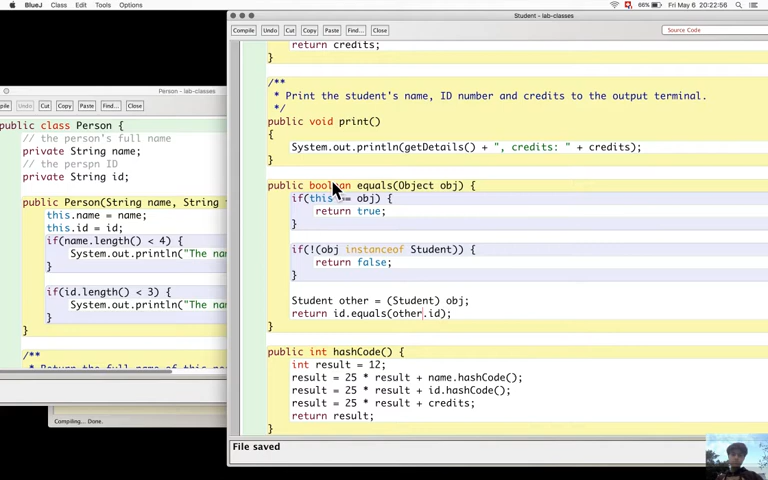 BlueJ Class Edit Tools Options
66% Fri May 6 20:22:56
Student - lab-classes
Compile Undo Cut Copy Paste Find... Close
Source Code
return credits;
}
/**
* Print the student's name, ID number and credits to the output terminal.
*/
public void print()
{
System.out.println(getDetails() + ", credits: " + credits);
}
public boolean equals(Object obj) {
if(this == obj) {
return true;
}
if(!(obj instanceof Student)) {
return false;
}
Student other = (Student) obj;
return id.equals(other.id);
}
public int hashCode() {
int result = 12;
result = 25 * result + name.hashCode();
result = 25 * result + id.hashCode();
result = 25 * result + credits;
return result;
}
File saved
Person - lab-classes
pile Undo Cut Copy Paste Find... Close
public class Person {
// the person's full name
private String name;
// the perspn ID
private String id;
public Person(String name, String
this.name = name;
this.id = id;
if(name.length() < 4) {
System.out.println("The na
}
if(id.length() < 3) {
System.out.println("The na
}
}
/**
Compiling... Done.